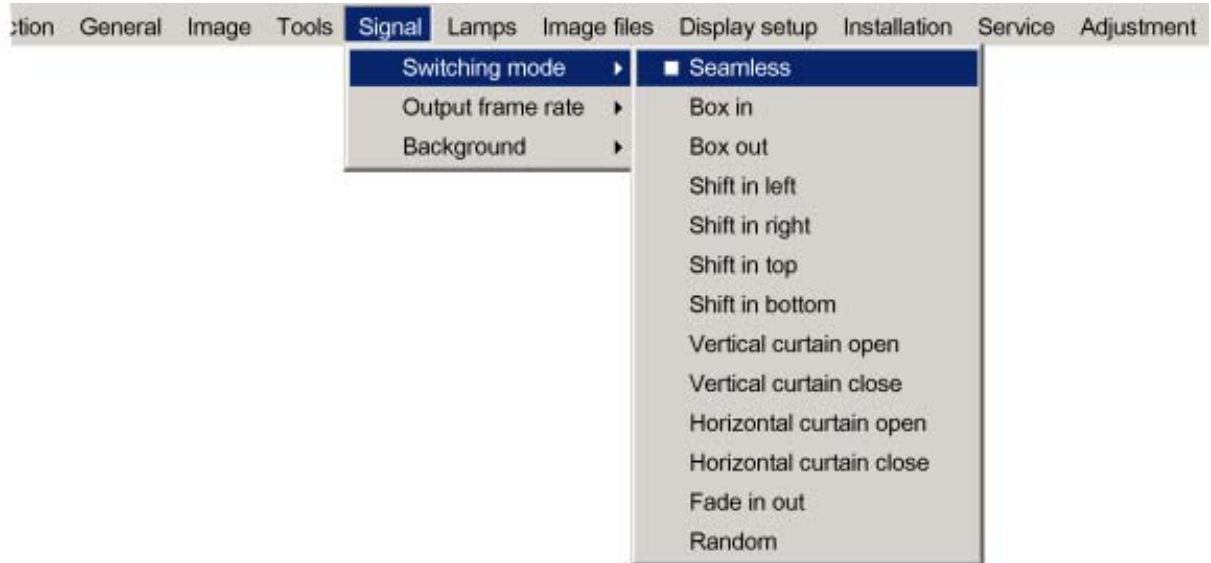 ction General Image Tools Signal Lamps Image files Display setup Installation Service Adjustment
Switching mode
Output frame rate
Background
Seamless
Box in
Box out
Shift in left
Shift in right
Shift in top
Shift in bottom
Vertical curtain open
Vertical curtain close
Horizontal curtain open
Horizontal curtain close
Fade in out
Random